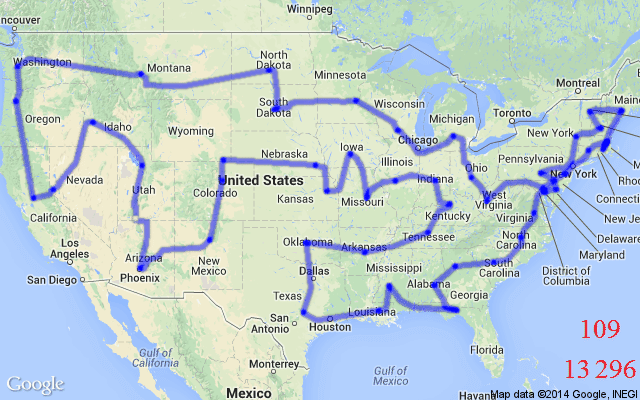 Winnipeg
ancouver
Washington
Montana
North
Dakota
Minnesota
Montreal
Maine
Oregon
Idaho
Wyoming
South
Dakota
Wisconsin
Michigan
Toronto
New York
Chicago
Nevada
Utah
Nebraska
Iowa
Illinois
Indiana
Ohio
Pennsylvania
New York
Rho
Connecti
New Je
Delawar
Maryland
District of
Columbia
United States
Colorado
Kansas
Missouri
West
Virginia
Virginia
Kentucky
California
Los
Angeles
San Diego
Arizona
Phoenix
New
Mexico
Oklahoma
Arkansas
Tennessee
North
Carolina
South
Carolina
Dallas
Mississippi
Alabama
Georgia
Texas
San
Antonio
Houston
Louisiana
Florida
Gulf of
California
Monterrey
Gulf of
Mexico
Mexico
Havana
109
13 296
Google
Map data ©2014 Google, INEGI